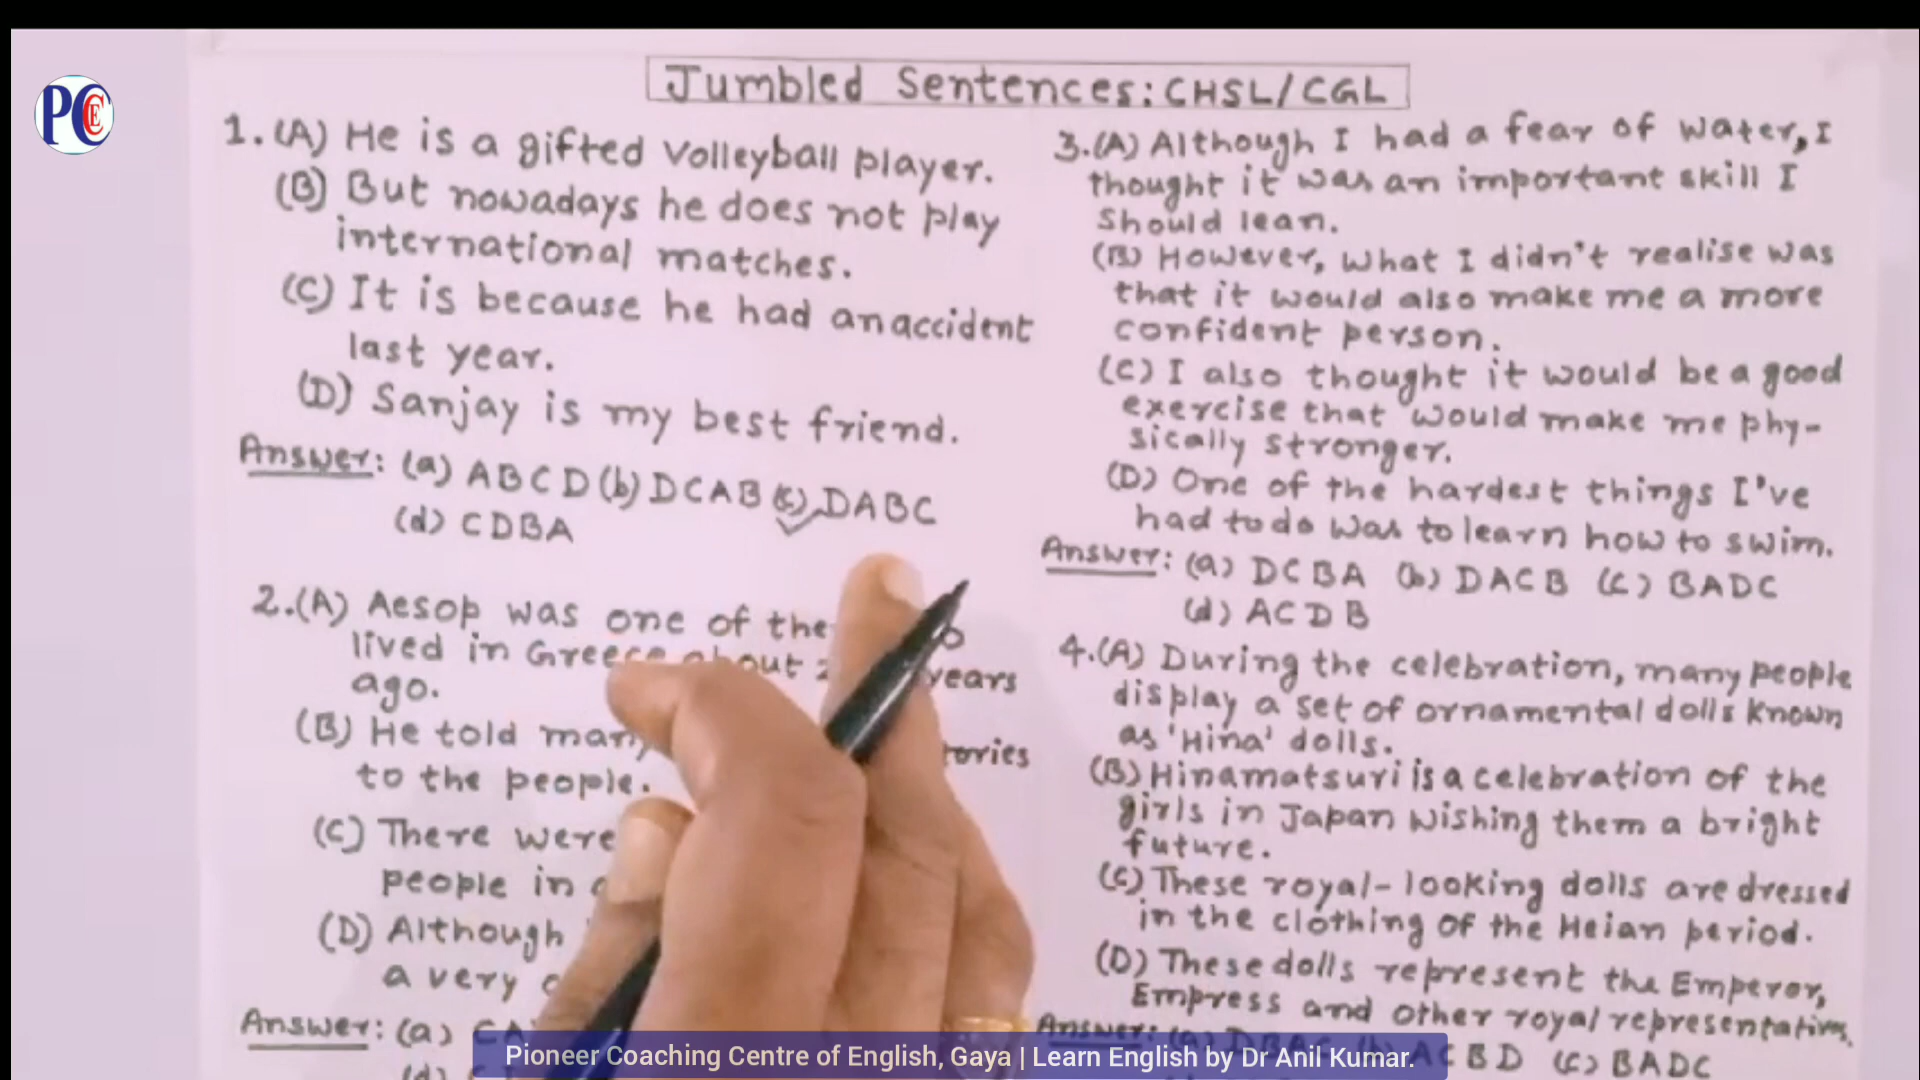 PCCE
Jumbled Sentences: CHSL/CGL
1. (A) He is a gifted volleyball player.
(B) But nowadays he does not play
international matches.
(C) It is because he had an accident
last year.
(D) Sanjay is my best friend.
Answer: (a) ABCD (b) DCAB (c) DABC
(d) CDBA
2. (A) Aesop was one of the
lived in Greece about years
ago.
(B) He told many tories
to the people.
(C) There were
people in
(D) Although
a very
Answer: (a)
(d)
3. (A) Although I had a fear of water, I
thought it was an important skill I
should lean.
(B) However, what I didn't realise was
that it would also make me a more
confident person.
(C) I also thought it would be a good
exercise that would make me phy-
sically stronger.
(D) One of the hardest things I've
had to do was to learn how to swim.
Answer: (a) DCBA (b) DACB (c) BADC
(d) ACDB
4. (A) During the celebration, many people
display a set of ornamental dolls known
as 'Hina' dolls.
(B) Hinamatsuri is a celebration of the
girls in Japan wishing them a bright
future.
(C) These royal-looking dolls are dressed
in the clothing of the Heian period.
(D) These dolls represent the Emperor,
Empress and other royal representatives.
Answer: (a) DBAC (b) ACBD (c) BADC
Pioneer Coaching Centre of English, Gaya | Learn English by Dr Anil Kumar.